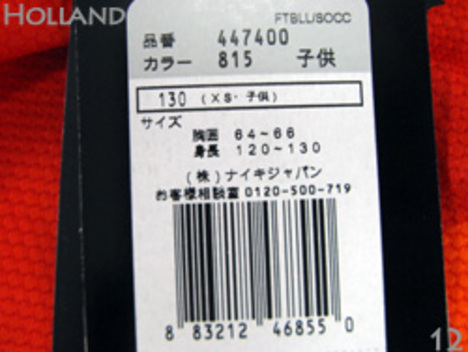 HOLLAND
FTBLL/SOCC
品番 447400
カラー 815 子供
130 (XS・子供)
サイズ
胸囲 64~66
身長 120~130
(株)ナイキジャパン
お客様相談室 0120-500-719
8 83212 46855 0
12